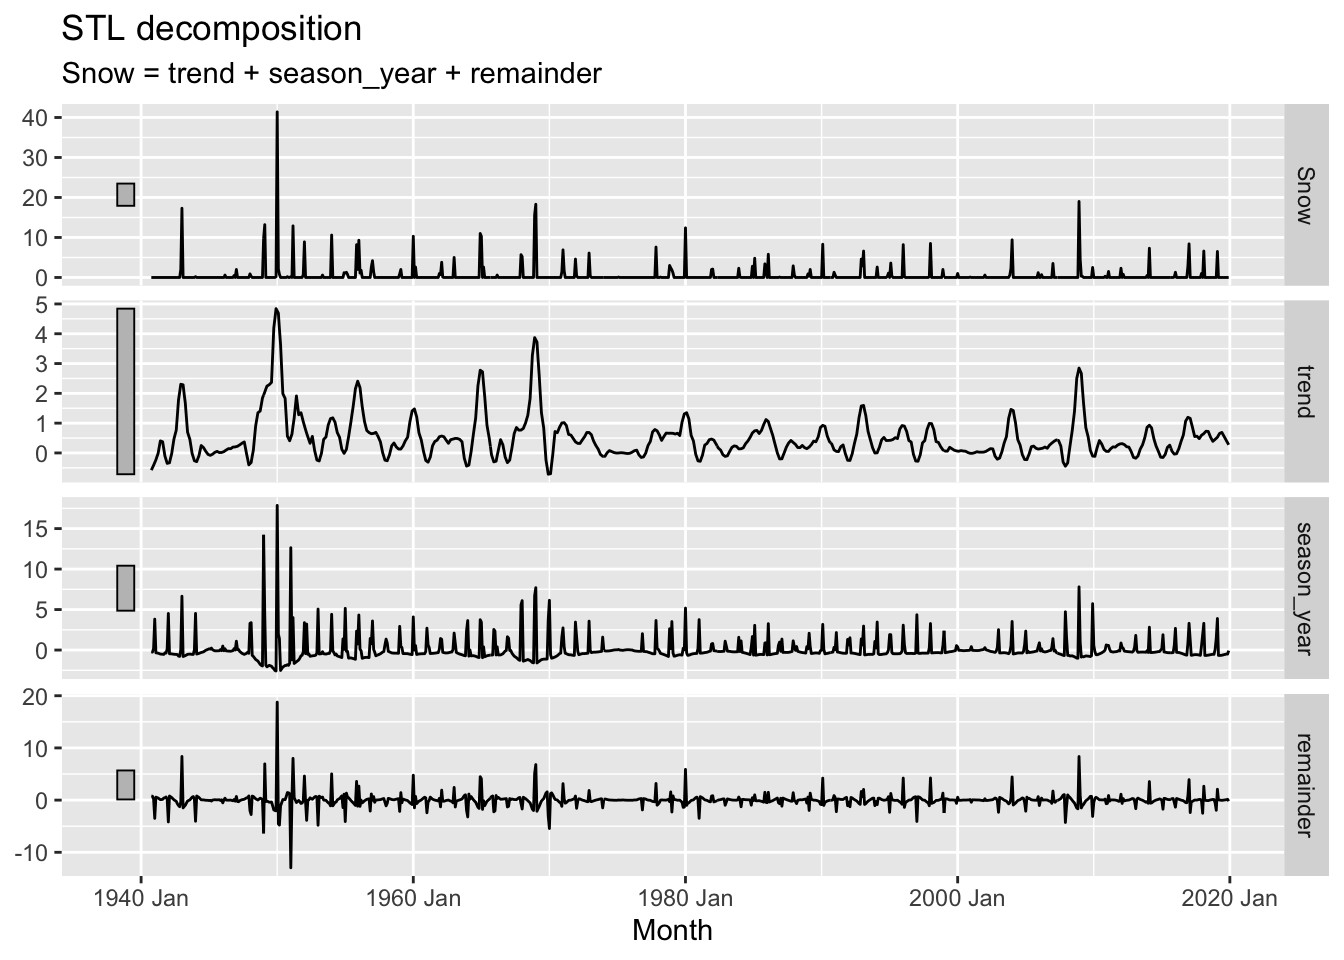 STL decomposition
Snow = trend + season_year + remainder
40
30
20
10
0
Snow
5
4
3
2
1
0
trend
15
10
5
0
season_year
20
10
0
-10
remainder
1940 Jan 1960 Jan 1980 Jan 2000 Jan 2020 Jan
Month